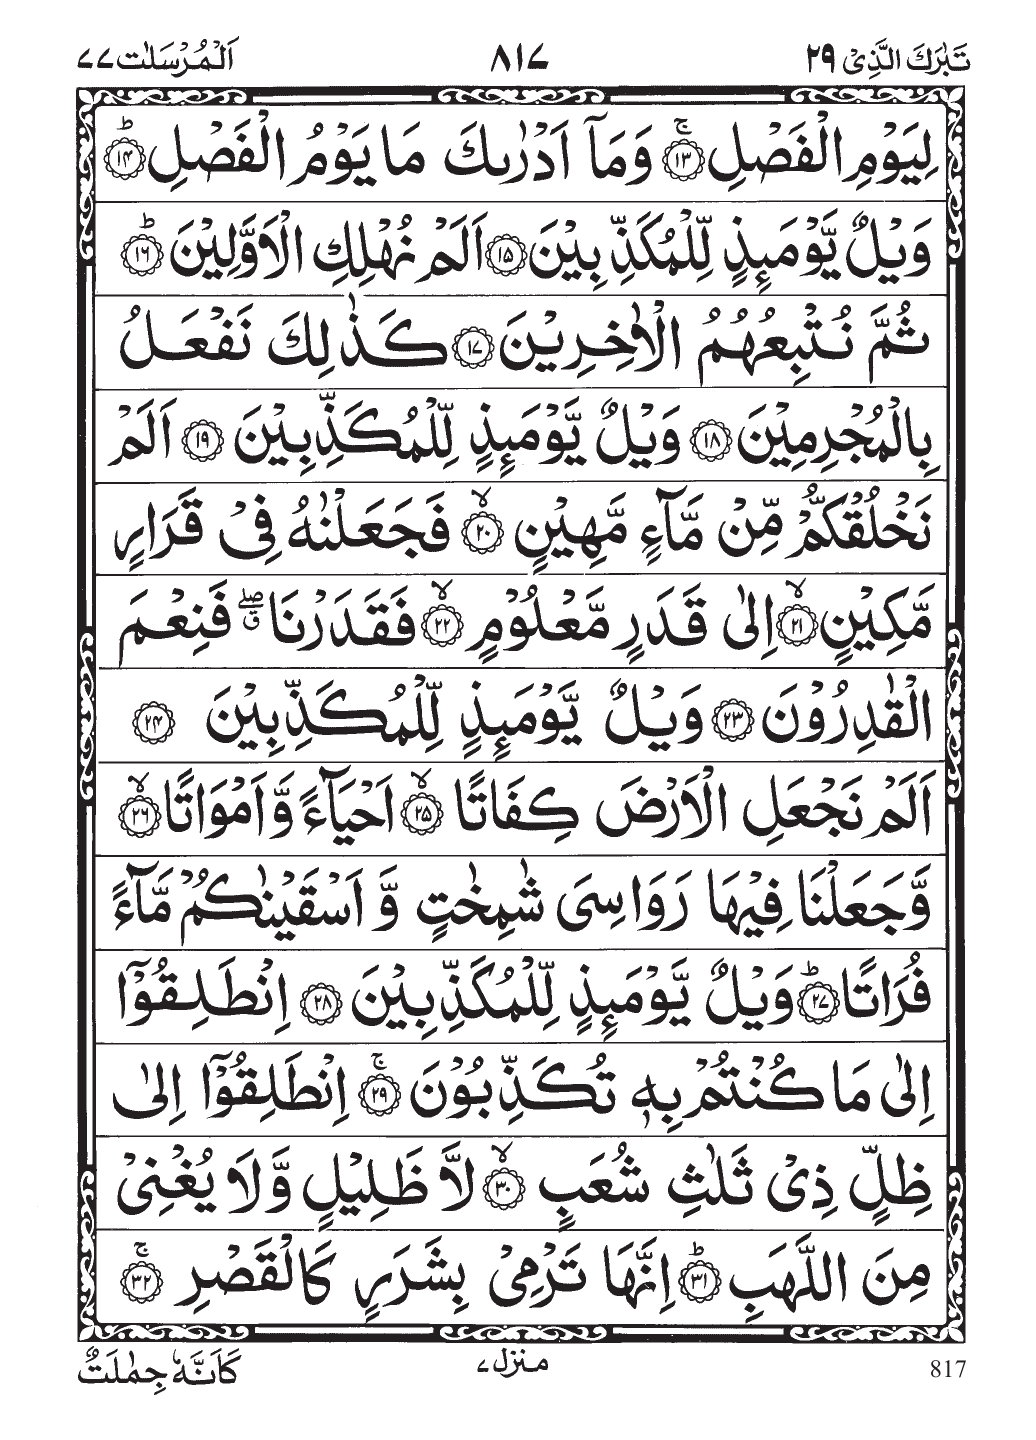 تَبٰرَكَ الَّذِىْ ٢٩
٨١٧
اَلْمُرْسَلٰت ٧٧
لِيَوْمِ الْفَصْلِ ۚ﴿١٣﴾ وَمَاۤ اَدْرٰىكَ مَا يَوْمُ الْفَصْلِ ؕ﴿١٤﴾
وَيْلٌ يَّوْمَئِذٍ لِّلْمُكَذِّبِيْنَ ﴿١٥﴾ اَلَمْ نُهْلِكِ الْاَوَّلِيْنَ ؕ﴿١٦﴾
ثُمَّ نُتْبِعُهُمُ الْاٰخِرِيْنَ ﴿١٧﴾ كَذٰلِكَ نَفْعَلُ
بِالْمُجْرِمِيْنَ ﴿١٨﴾ وَيْلٌ يَّوْمَئِذٍ لِّلْمُكَذِّبِيْنَ ﴿١٩﴾ اَلَمْ
نَخْلُقْكُّمْ مِّنْ مَّآءٍ مَّهِيْنٍ ۙ﴿٢٠﴾ فَجَعَلْنٰهُ فِىْ قَرَارٍ
مَّكِيْنٍ ۙ﴿٢١﴾ اِلٰى قَدَرٍ مَّعْلُوْمٍ ۙ﴿٢٢﴾ فَقَدَرْنَا ۖق فَنِعْمَ
الْقٰدِرُوْنَ ﴿٢٣﴾ وَيْلٌ يَّوْمَئِذٍ لِّلْمُكَذِّبِيْنَ ﴿٢٤﴾
اَلَمْ نَجْعَلِ الْاَرْضَ كِفَاتًا ۙ﴿٢٥﴾ اَحْيَآءً وَّ اَمْوَاتًا ۙ﴿٢٦﴾
وَّ جَعَلْنَا فِيْهَا رَوَاسِىَ شٰمِخٰتٍ وَّ اَسْقَيْنٰكُمْ مَّآءً
فُرَاتًا ؕ﴿٢٧﴾ وَيْلٌ يَّوْمَئِذٍ لِّلْمُكَذِّبِيْنَ ﴿٢٨﴾ اِنْطَلِقُوْۤا
اِلٰى مَا كُنْتُمْ بِهٖ تُكَذِّبُوْنَ ۚ﴿٢٩﴾ اِنْطَلِقُوْۤا اِلٰى
ظِلٍّ ذِىْ ثَلٰثِ شُعَبٍ ۙ﴿٣٠﴾ لَّا ظَلِيْلٍ وَّلَا يُغْنِىْ
مِنَ اللَّهَبِ ؕ﴿٣١﴾ اِنَّهَا تَرْمِىْ بِشَرَرٍ كَالْقَصْرِ ۚ﴿٣٢﴾
817
منزل ٧
كَاَنَّهٗ جِمٰلَتٌ